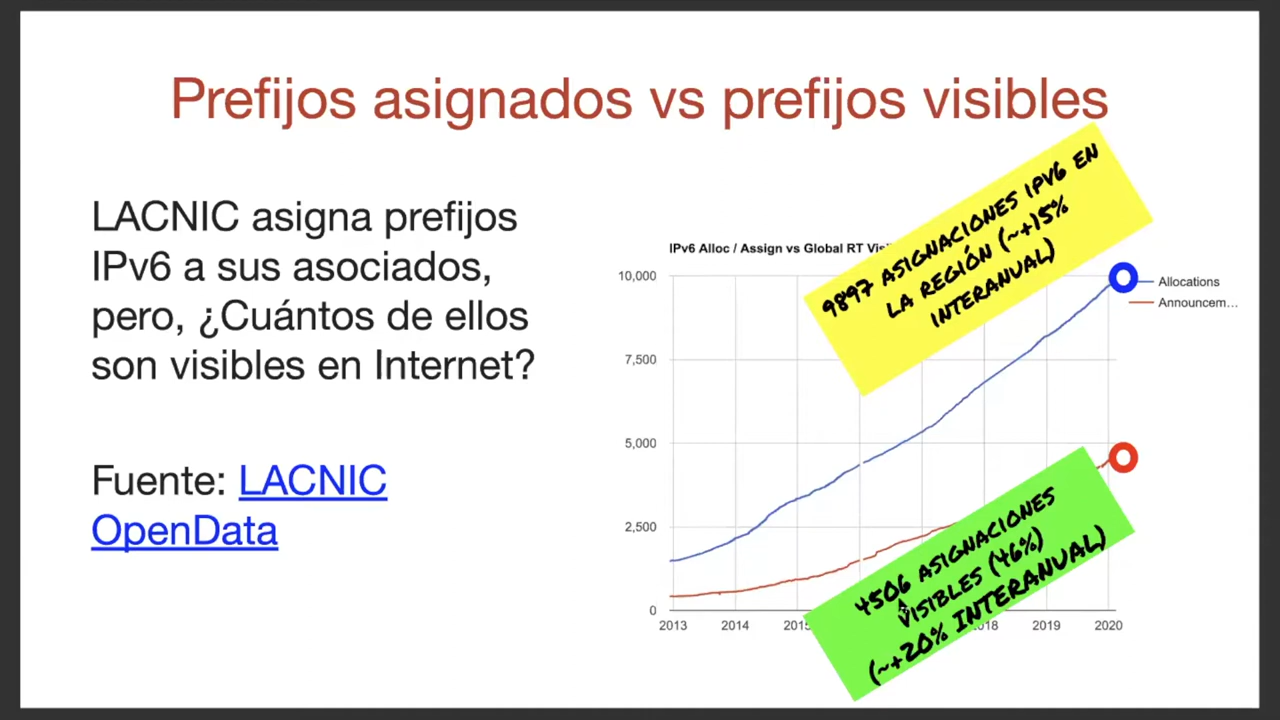 Prefijos asignados vs prefijos visibles
LACNIC asigna prefijos
IPv6 a sus asociados,
pero, ¿Cuántos de ellos
son visibles en Internet?
Fuente: LACNIC
OpenData
IPv6 Alloc / Assign vs Global RT
10,000
7,500
5,000
2,500
0
2013
2014
2015
2019
2020
Allocations
Announcem...
9897 ASIGNACIONES IPV6 EN
LA REGIÓN (~+15%
INTERANUAL)
4506 ASIGNACIONES
VISIBLES (46%)
(~+20% INTERANUAL)